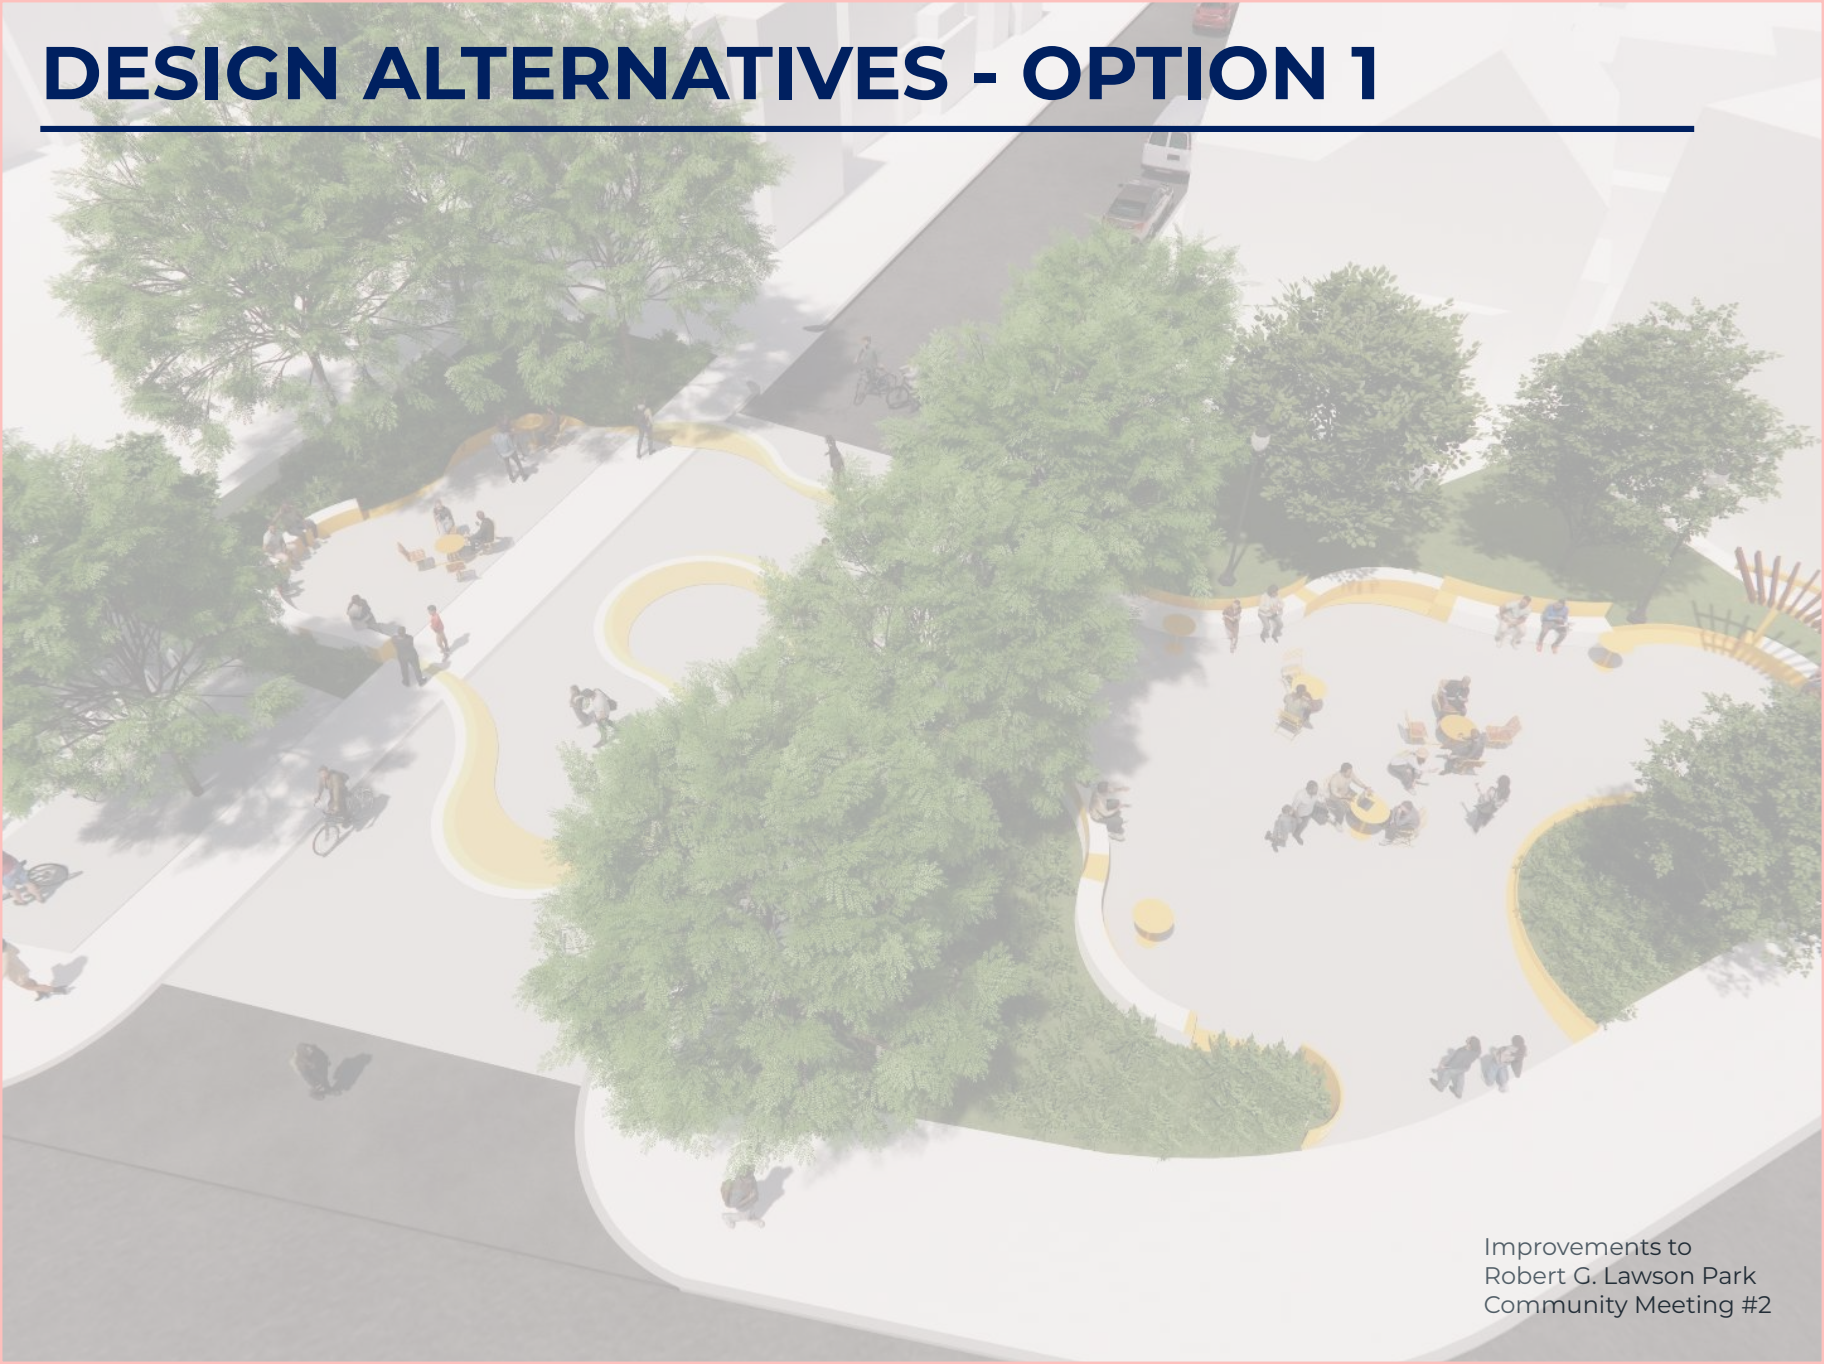 DESIGN ALTERNATIVES - OPTION 1
Improvements to
Robert G. Lawson Park
Community Meeting #2